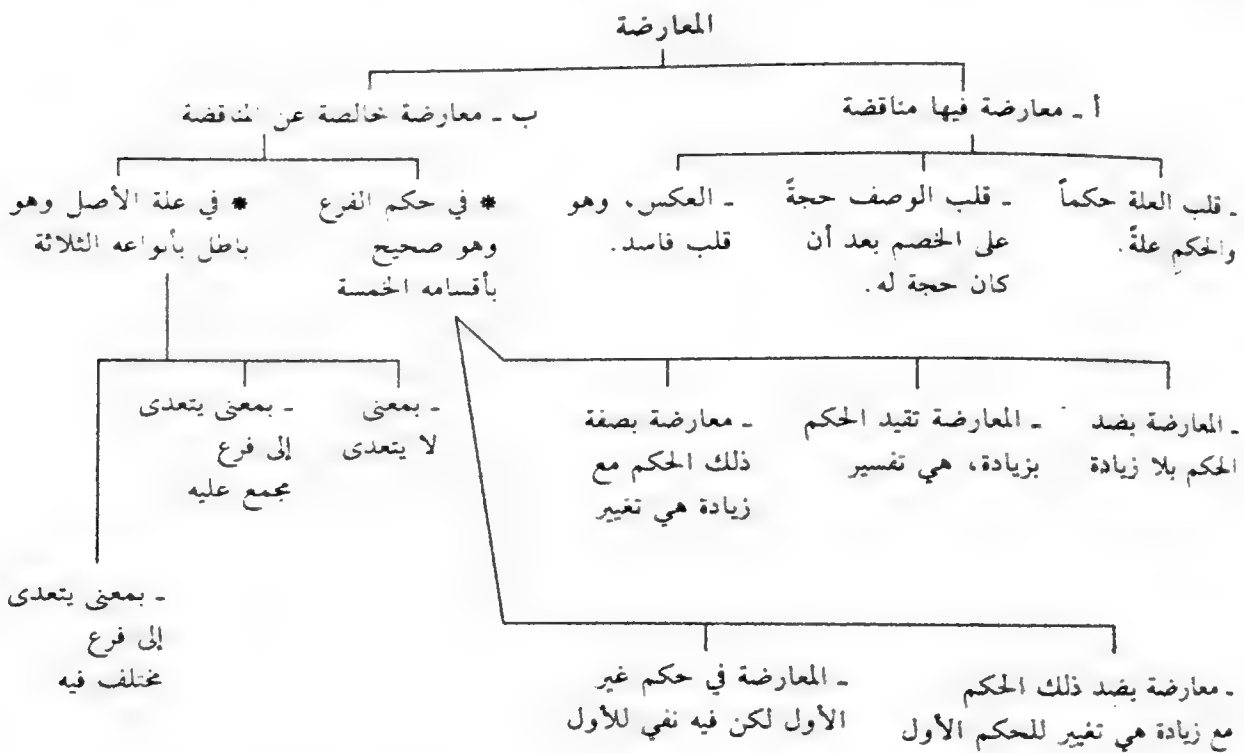 المعارضة
أ ـ معارضة فيها مناقضة
ب ـ معارضة خالصة عن المناقضة
ـ قلب العلة حكماً
والحكمِ علةً.
ـ قلب الوصف حجةً
على الخصم بعد أن
كان حجة له.
ـ العكس، وهو
قلب فاسد.
* في حكم الفرع
وهو صحيح
بأقسامه الخمسة
* في علة الأصل وهو
باطل بأنواعه الثلاثة
ـ المعارضة بضد
الحكم بلا زيادة
ـ المعارضة تقيد الحكم
بزيادة، هي تفسير
ـ معارضة بصفة
ذلك الحكم مع
زيادة هي تغيير
ـ بمعنى
لا يتعدى
ـ بمعنى يتعدى
إلى فرع
مجمع عليه
ـ بمعنى يتعدى
إلى فرع
مختلف فيه
ـ معارضة بضد ذلك الحكم
مع زيادة هي تغيير للحكم الأول
ـ المعارضة في حكم غير
الأول لكن فيه نفي للأول